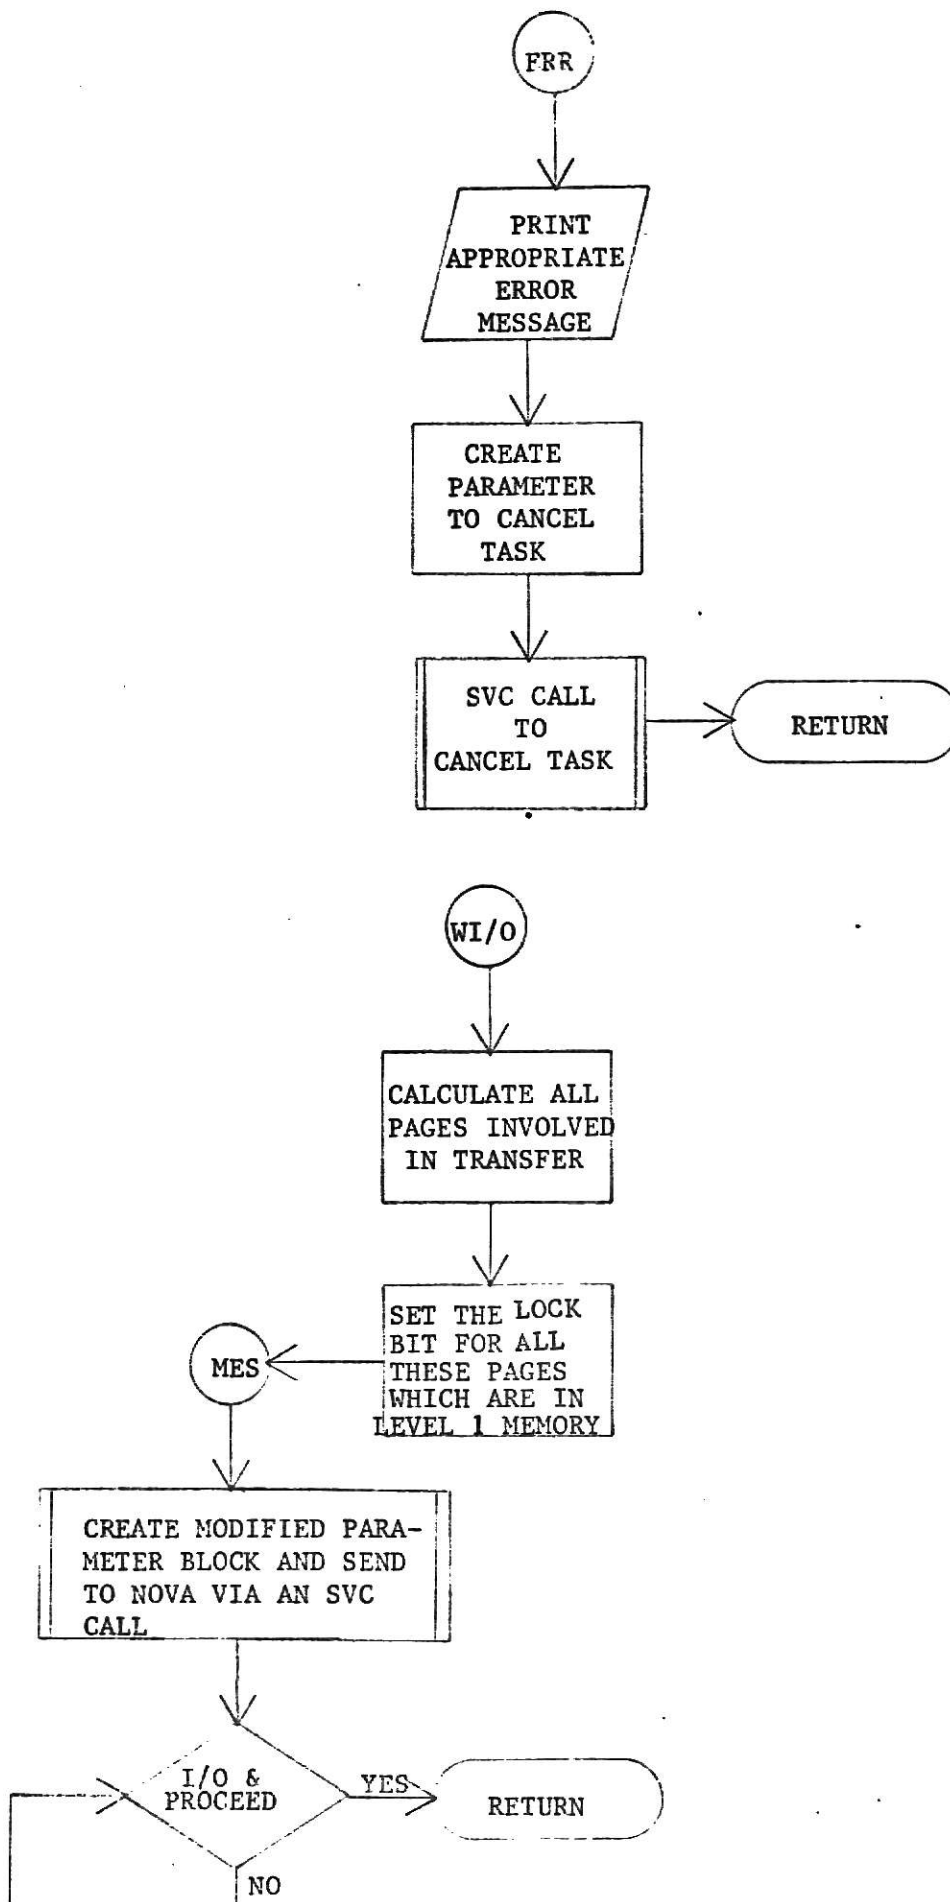 FRR
PRINT
APPROPRIATE
ERROR
MESSAGE
CREATE
PARAMETER
TO CANCEL
TASK
SVC CALL
TO
CANCEL TASK
RETURN
WI/O
CALCULATE ALL
PAGES INVOLVED
IN TRANSFER
SET THE LOCK
BIT FOR ALL
THESE PAGES
WHICH ARE IN
LEVEL 1 MEMORY
MES
CREATE MODIFIED PARA-
METER BLOCK AND SEND
TO NOVA VIA AN SVC
CALL
I/O &
PROCEED
YES
RETURN
NO